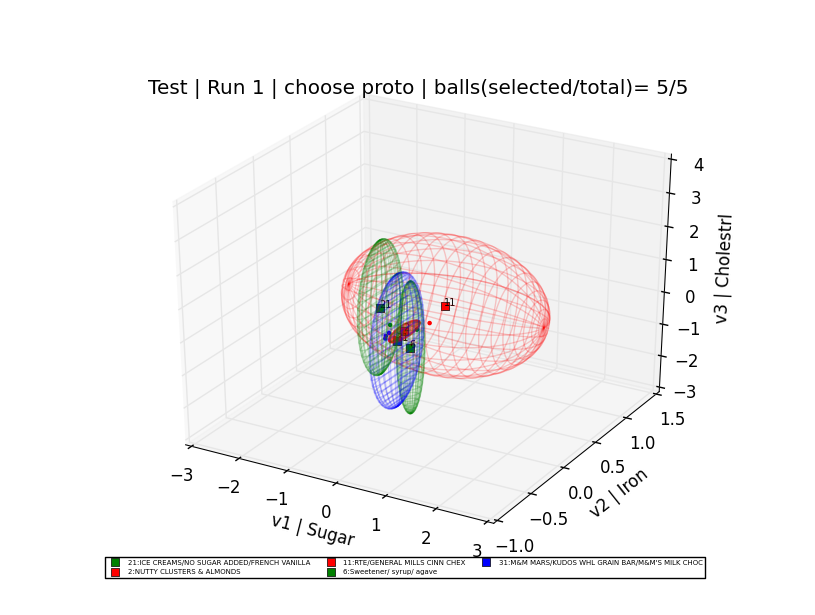 Test | Run 1 | choose proto | balls(selected/total)= 5/5
4
3
2
1
0
−1
−2
−3
v3 | Cholestrl
21
11
6
1.5
1.0
0.5
0.0
−0.5
−1.0
v2 | Iron
−3
−2
−1
0
1
2
3
v1 | Sugar
21:ICE CREAMS/NO SUGAR ADDED/FRENCH VANILLA
11:RTE/GENERAL MILLS CINN CHEX
31:M&M MARS/KUDOS WHL GRAIN BAR/M&M'S MILK CHOC
2:NUTTY CLUSTERS & ALMONDS
6:Sweetener/ syrup/ agave